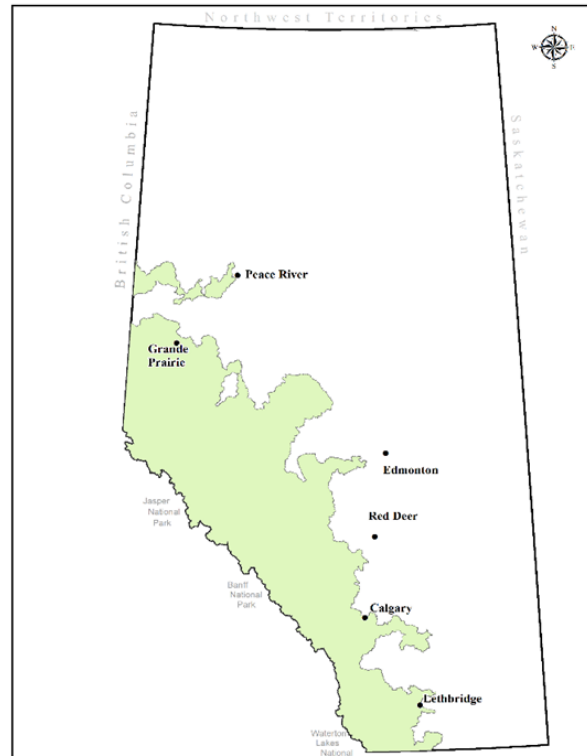 Northwest Territories
N
W E
S
British Columbia
Saskatchewan
Peace River
Grande
Prairie
Edmonton
Jasper
National
Park
Red Deer
Banff
National
Park
Calgary
Lethbridge
Waterton
Lakes
National